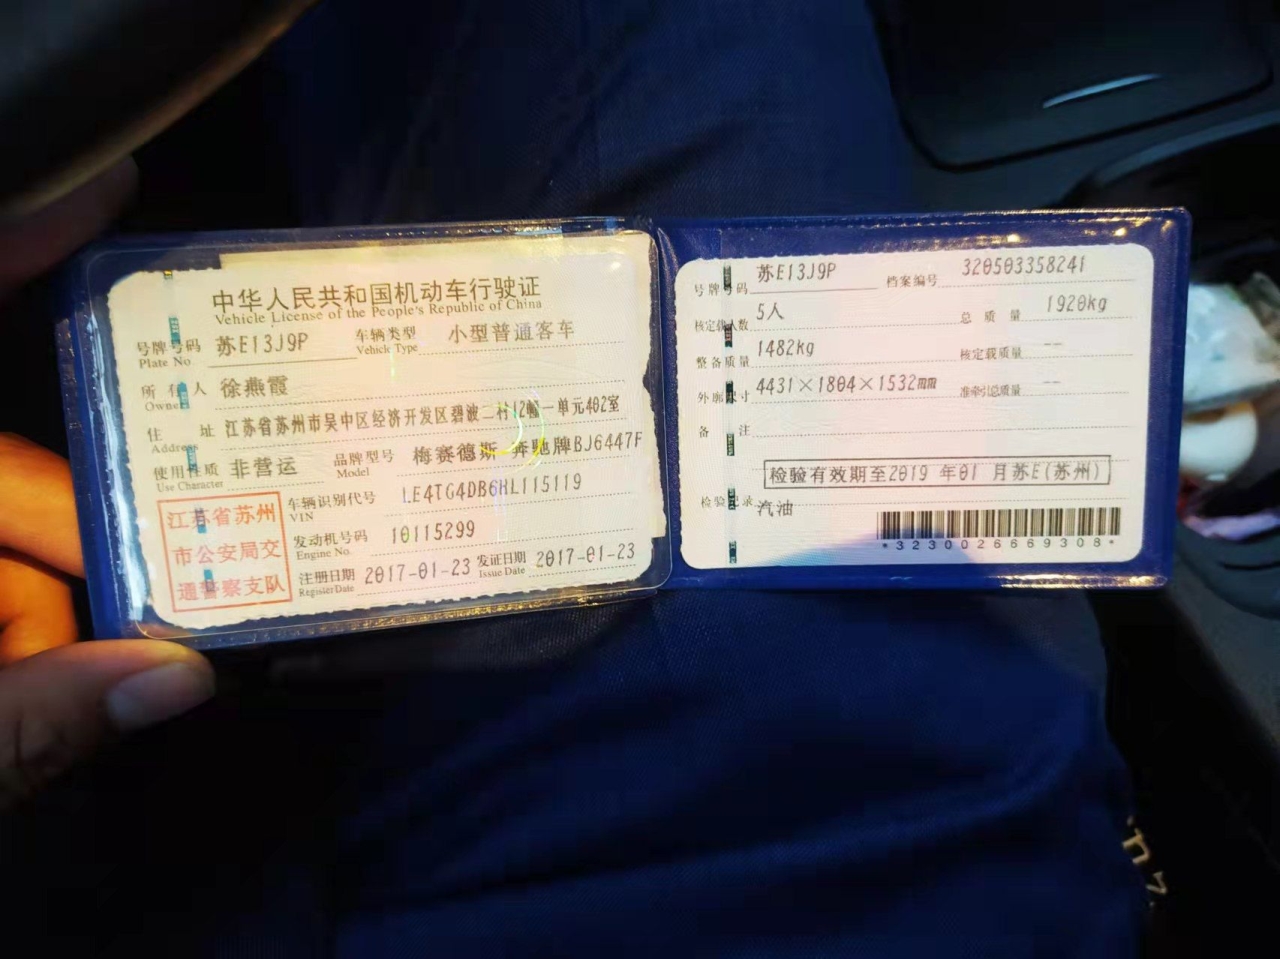 中华人民共和国机动车行驶证
Vehicle License of the People's Republic of China
号牌号码 苏E13J9P 车辆类型 小型普通客车
Plate No. Vehicle Type
所有人 徐燕霞
Owner
住址 江苏省苏州市吴中区经济开发区碧波二村12幢一单元402室
Address
使用性质 非营运 品牌型号 梅赛德斯-奔驰牌BJ6447F
Use Character Model
江苏省苏州
市公安局交
通警察支队
车辆识别代号 LE4TG4DB6HL115119
VIN
发动机号码 10115299
Engine No.
注册日期 2017-01-23 发证日期 2017-01-23
Register Date Issue Date
号牌号码 苏E13J9P 档案编号 320503358241
核定载人数 5人 总质量 1920kg
整备质量 1482kg 核定载质量 --
外廓尺寸 4431×1804×1532mm 准牵引总质量 --
备注
检验有效期至2019 年01 月苏E(苏州)
检验记录
汽油
*3230026669308*